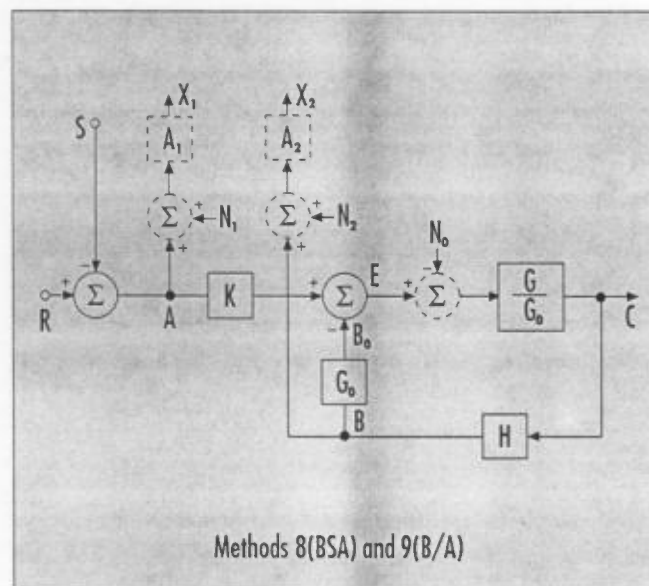 X₁ X₂
S A₁ A₂
+ +
Σ N₁ Σ N₂ N₀
+ +
− E −
+ Σ K + Σ + Σ G/G₀
R A − B₀ C
G₀
B H
Methods 8(BSA) and 9(B/A)